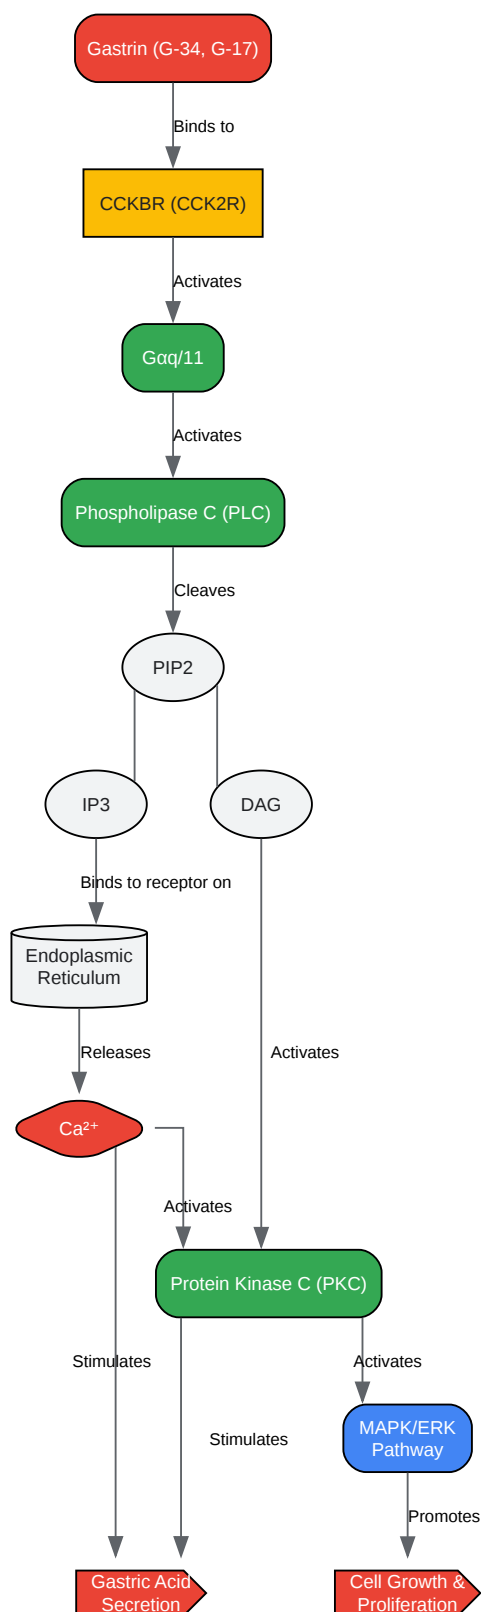 Gastrin (G-34, G-17)
Binds to
CCKBR (CCK2R)
Activates
Gαq/11
Activates
Phospholipase C (PLC)
Cleaves
PIP2
IP3
DAG
Binds to receptor on
Endoplasmic
Reticulum
Releases
Activates
Ca²⁺
Activates
Protein Kinase C (PKC)
Stimulates
Activates
Stimulates
MAPK/ERK
Pathway
Promotes
Gastric Acid
Secretion
Cell Growth &
Proliferation